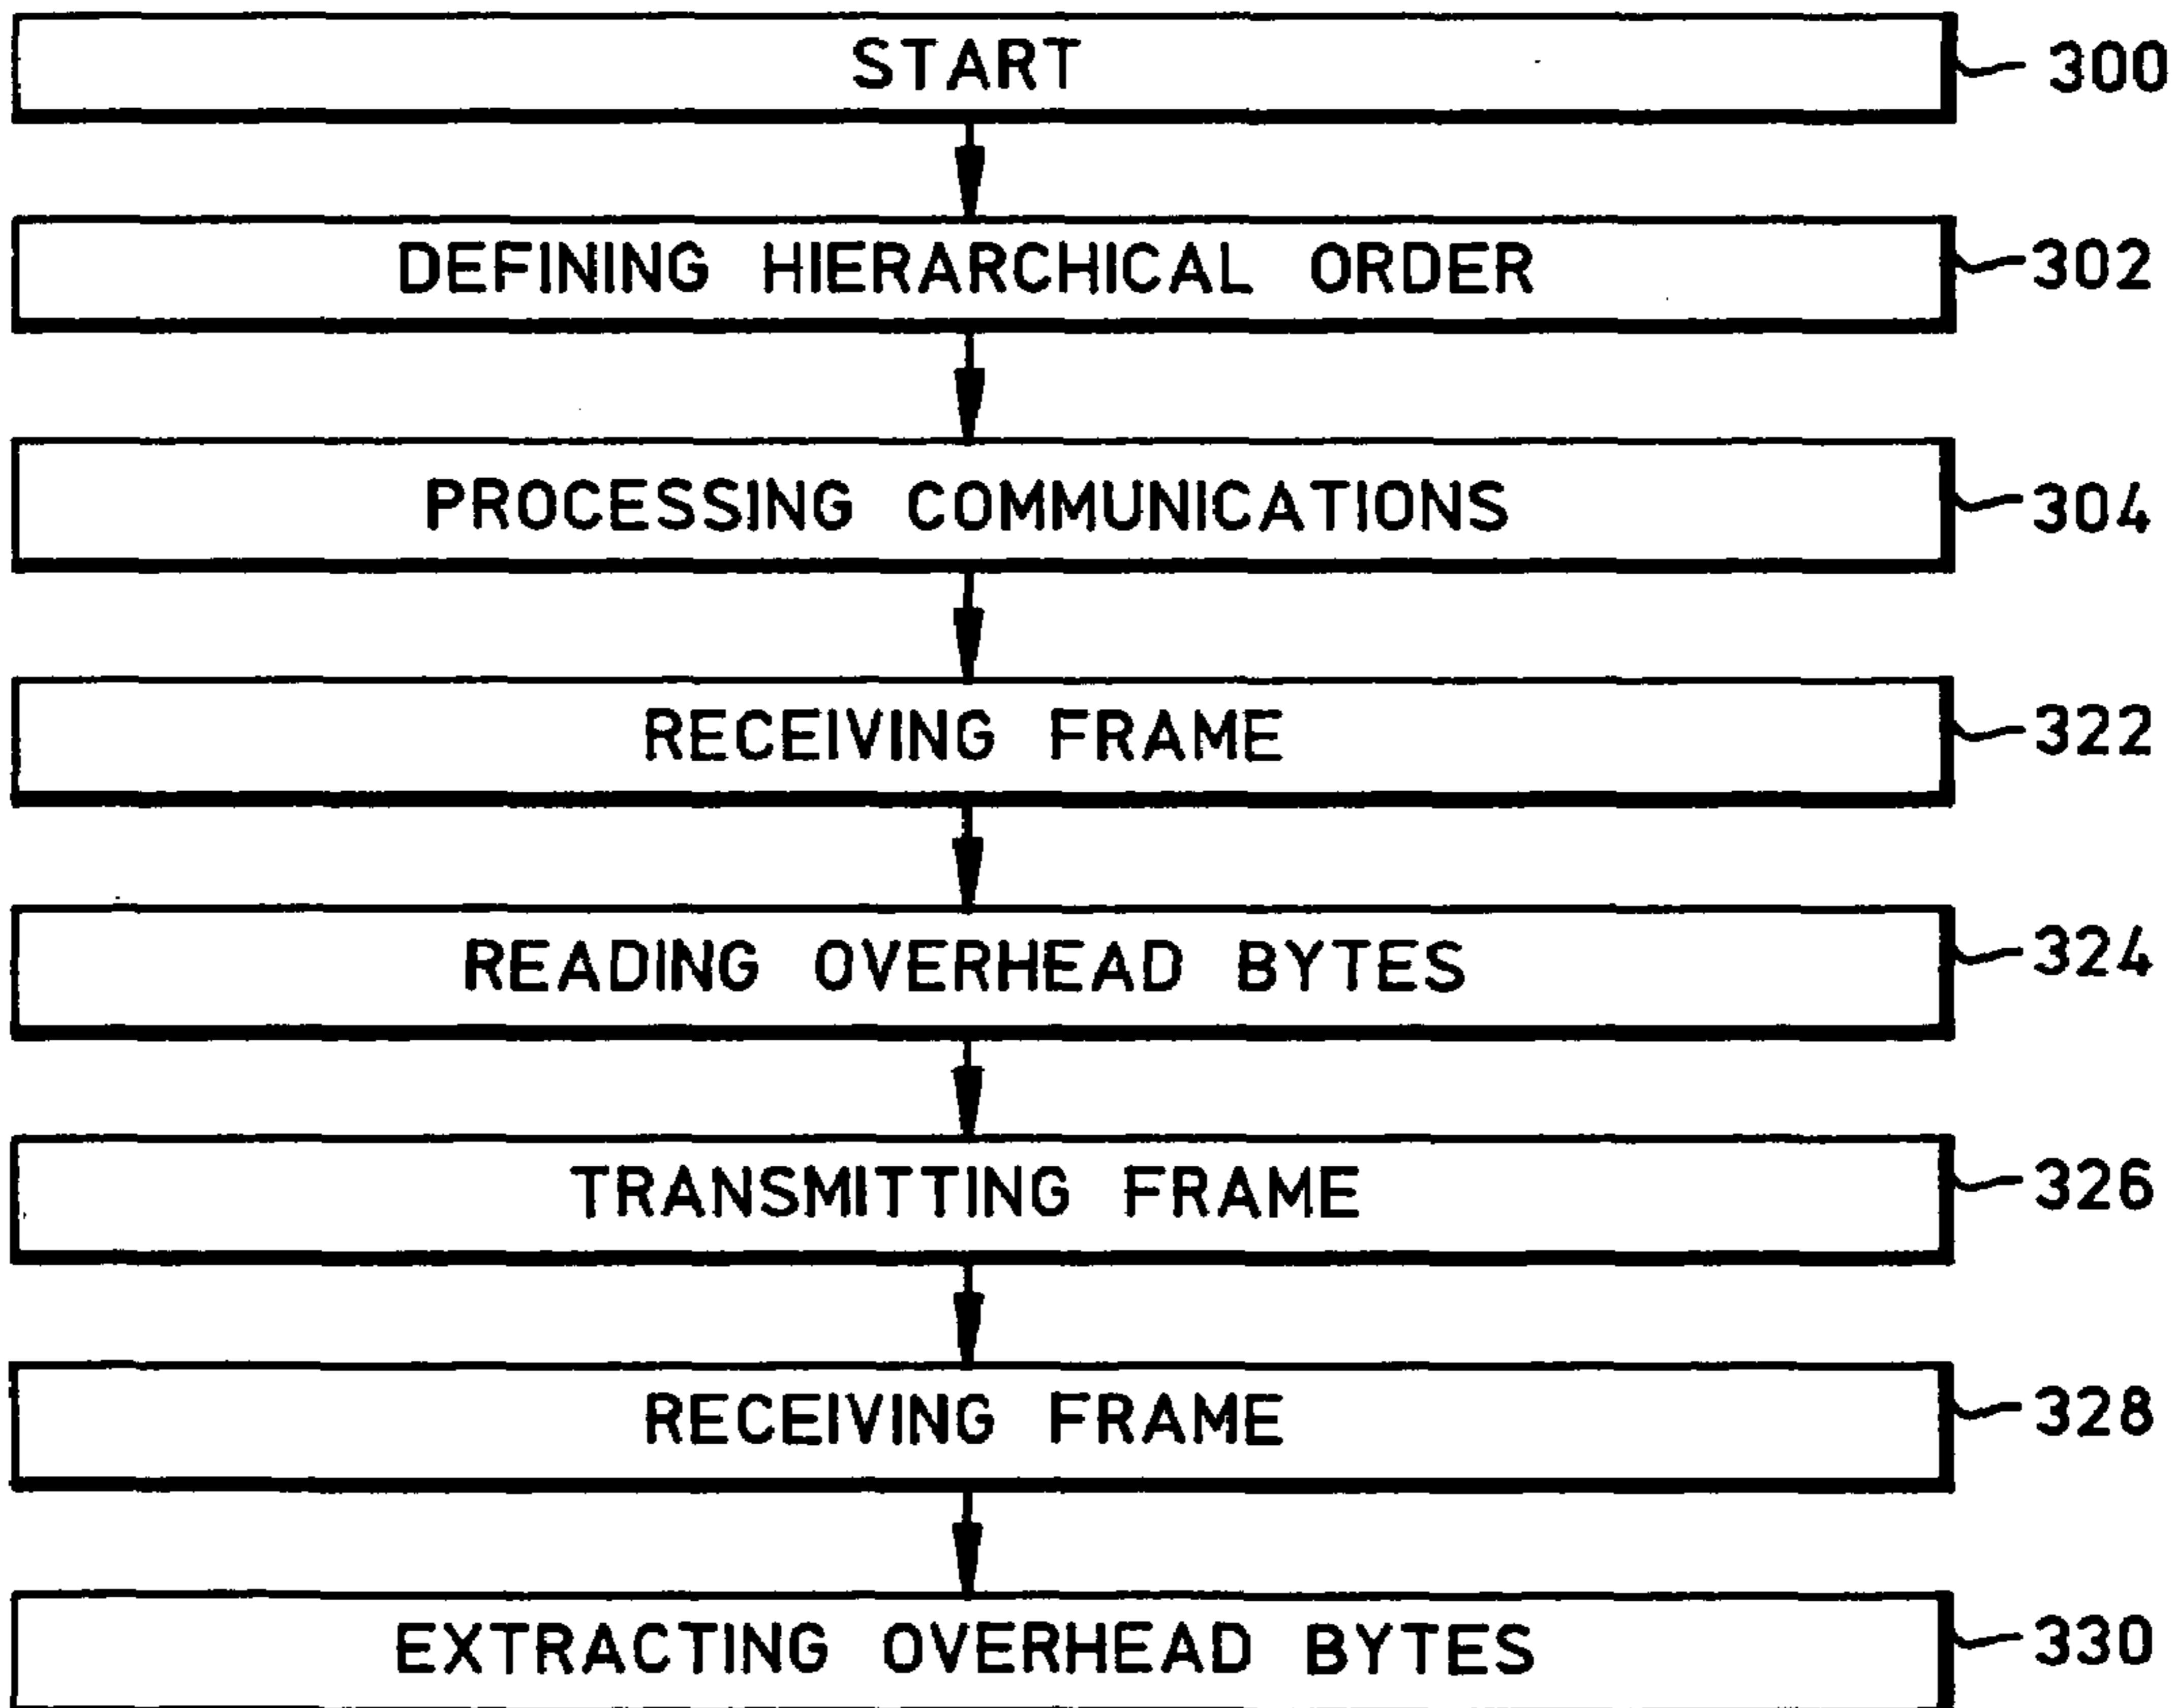 START 300
DEFINING HIERARCHICAL ORDER 302
PROCESSING COMMUNICATIONS 304
RECEIVING FRAME 322
READING OVERHEAD BYTES 324
TRANSMITTING FRAME 326
RECEIVING FRAME 328
EXTRACTING OVERHEAD BYTES 330